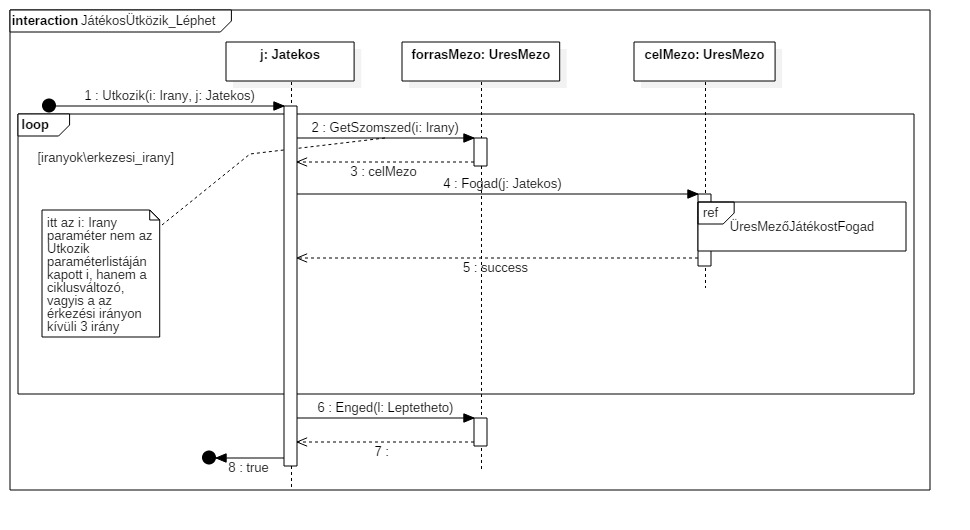 interaction JátékosÜtközik_Léphet
j: Jatekos
forrasMezo: UresMezo
celMezo: UresMezo
1 : Utkozik(i: Irany, j: Jatekos)
loop
2 : GetSzomszed(i: Irany)
[iranyok\erkezesi_irany]
3 : celMezo
4 : Fogad(j: Jatekos)
ref
ÜresMezőJátékostFogad
itt az i: Irany
paraméter nem az
Utkozik
paraméterlistáján
kapott i, hanem a
ciklusváltozó,
vagyis a az
érkezési irányon
kívüli 3 irány
5 : success
6 : Enged(l: Leptetheto)
7 :
8 : true